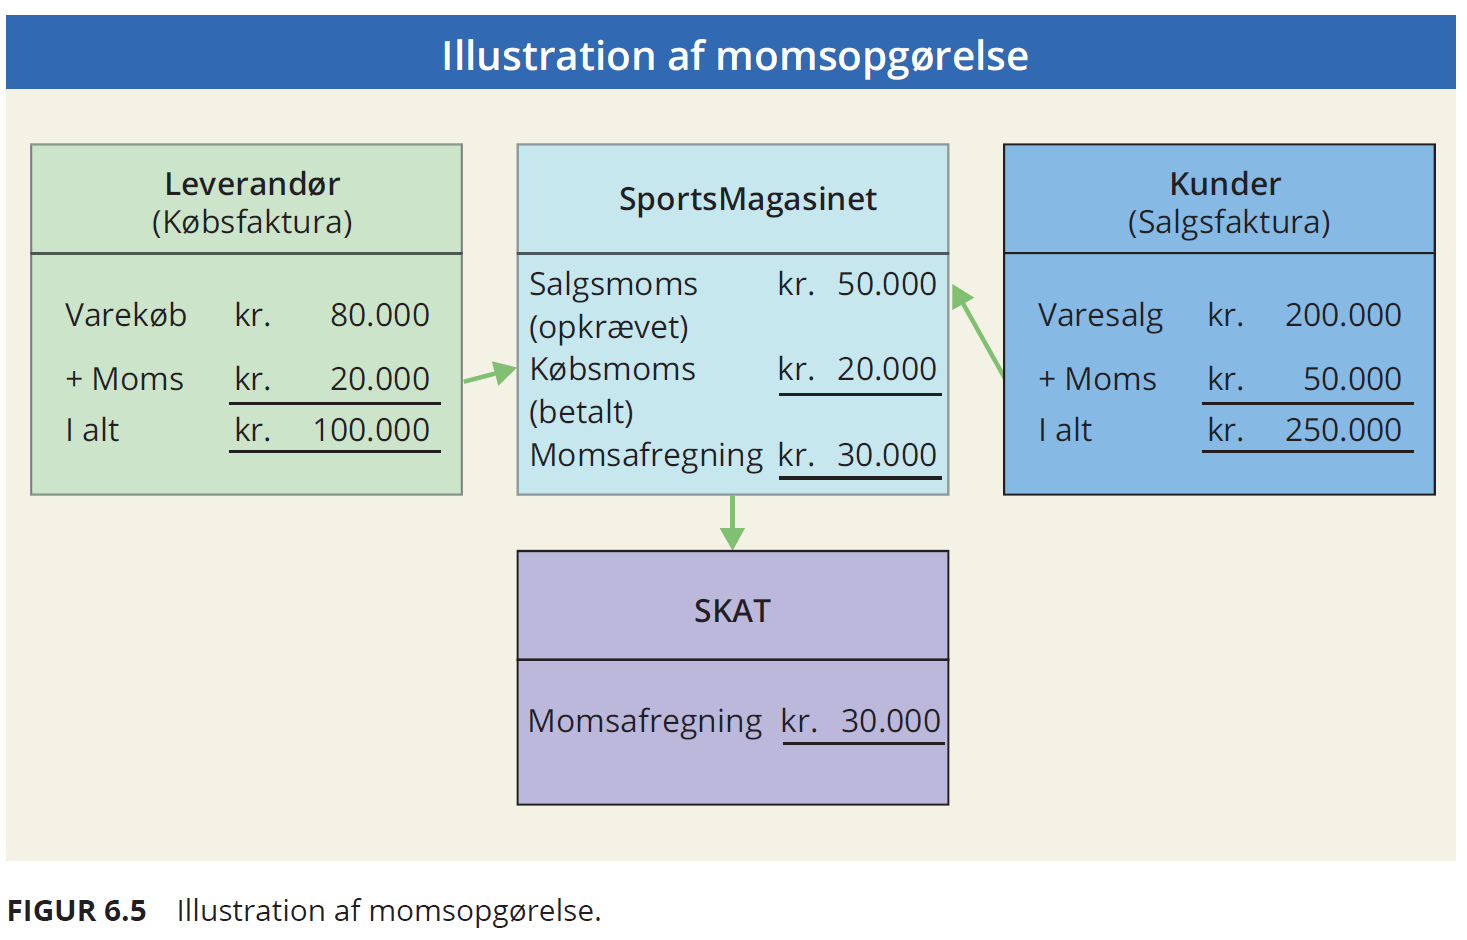 Illustration af momsopgørelse
Leverandør
(Købsfaktura)
Varekøb kr. 80.000
+ Moms kr. 20.000
I alt kr. 100.000
SportsMagasinet
Salgsmoms kr. 50.000
(opkrævet)
Købsmoms kr. 20.000
(betalt)
Momsafregning kr. 30.000
Kunder
(Salgsfaktura)
Varesalg kr. 200.000
+ Moms kr. 50.000
I alt kr. 250.000
SKAT
Momsafregning kr. 30.000
FIGUR 6.5 Illustration af momsopgørelse.